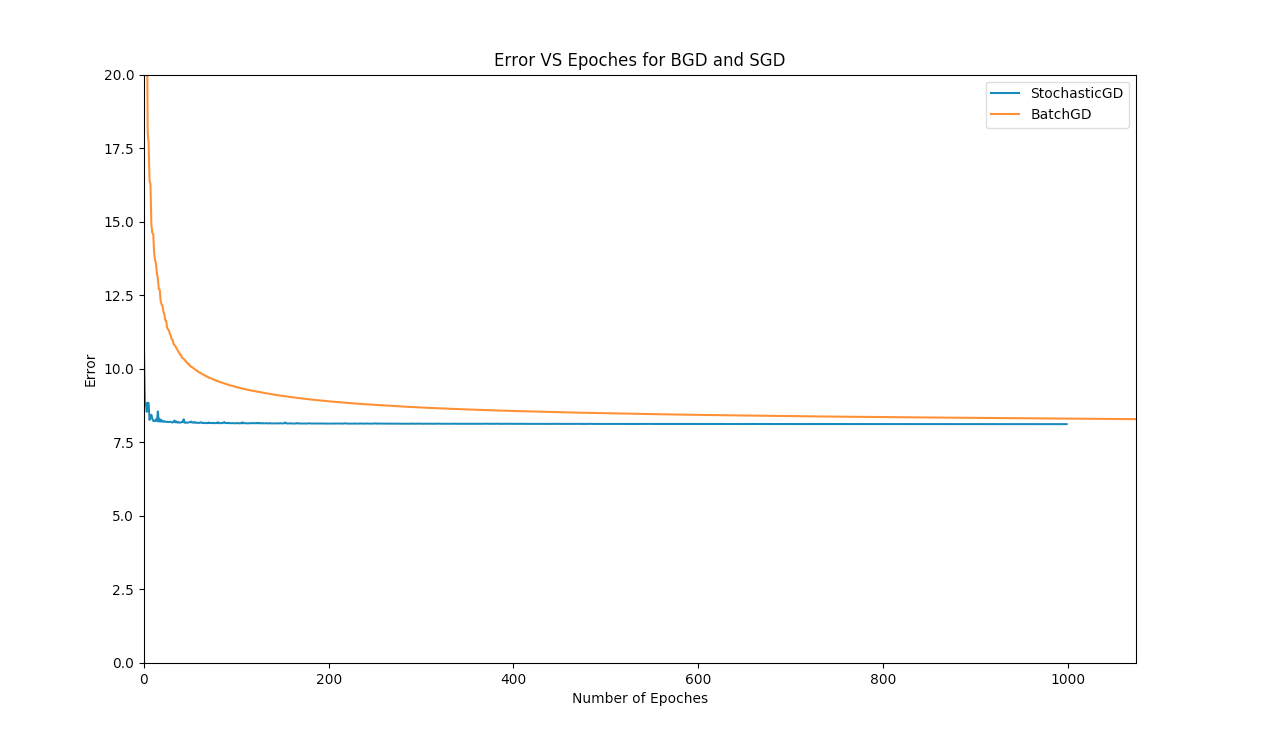 Error VS Epoches for BGD and SGD
StochasticGD
BatchGD
20.0
17.5
15.0
12.5
10.0
7.5
5.0
2.5
0.0
Error
0 200 400 600 800 1000
Number of Epoches